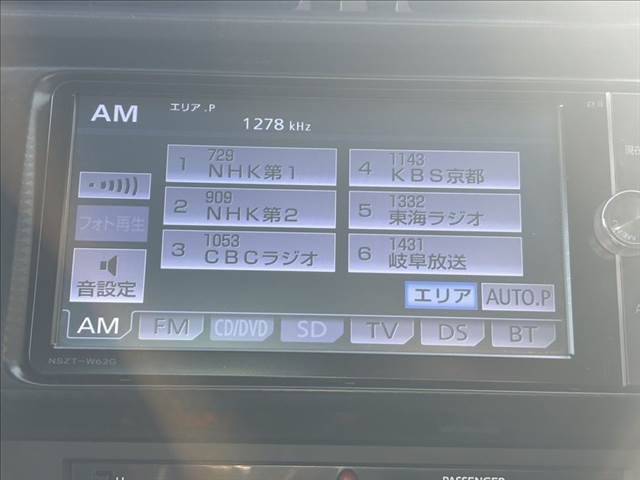 AM エリア.P
1278 kHz
1 729 NHK第1
2 909 NHK第2
3 1053 CBCラジオ
4 1143 KBS京都
5 1332 東海ラジオ
6 1431 岐阜放送
フォト再生
音設定
エリア AUTO.P
AM FM CD/DVD SD TV DS BT
NSZT-W62G
現在
PASSENGER